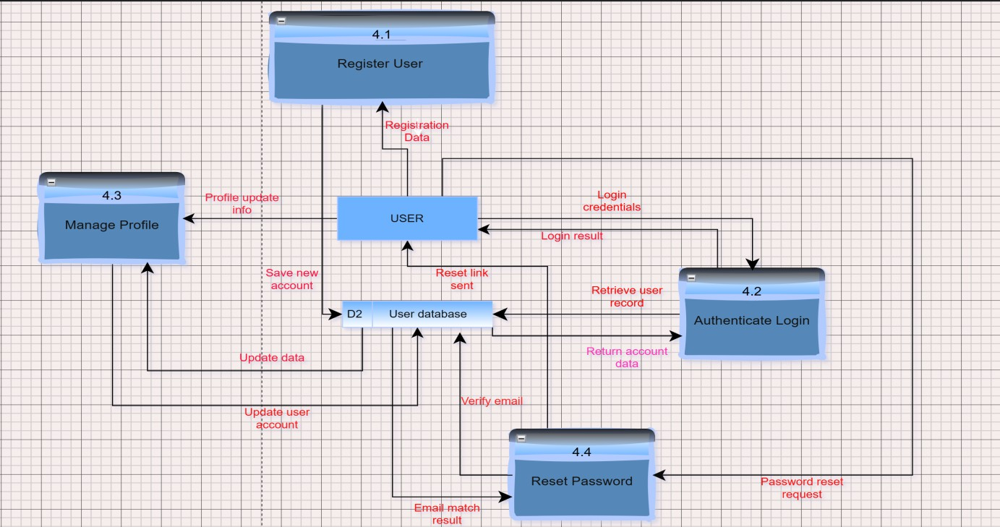 4.1
Register User
Registration
Data
4.3
Manage Profile
Profile update
info
USER
Login
credentials
Login result
Save new
account
Reset link
sent
4.2
Authenticate Login
Retrieve user
record
D2
User database
Return account
data
Update data
Verify email
Update user
account
4.4
Reset Password
Password reset
request
Email match
result